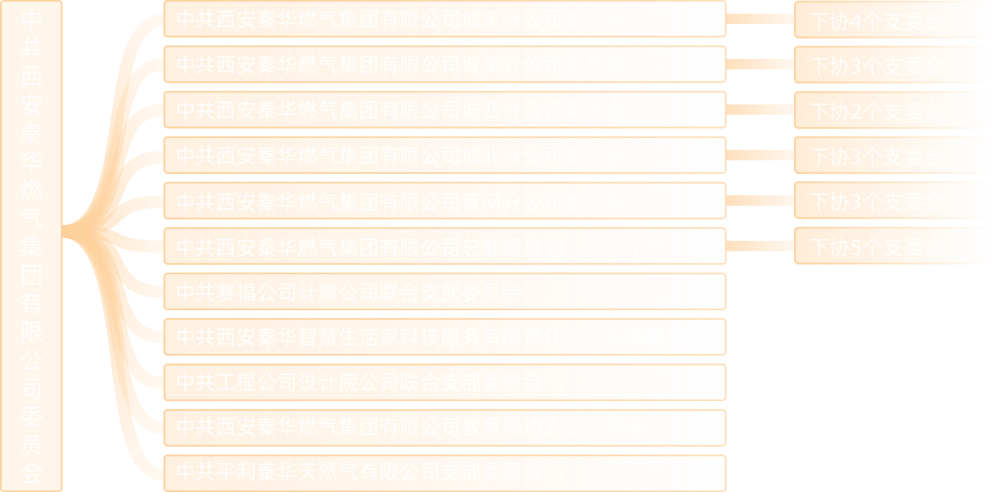 中共西安秦华燃气集团有限公司委员会
中共西安秦华燃气集团有限公司城东分公司
下协4个支委会
中共西安秦华燃气集团有限公司城南分公司
下协3个支委会
中共西安秦华燃气集团有限公司城西分公司
下协2个支委会
中共西安秦华燃气集团有限公司城北分公司
下协3个支委会
中共西安秦华燃气集团有限公司管网分公司
下协3个支委会
中共西安秦华燃气集团有限公司总部委员会
下协5个支委会
中共赛福公司计量公司联合支部委员会
中共西安秦华智慧生活家科技服务有限责任公司
中共工程公司设计院公司联合支部委员会
中共西安秦华燃气集团有限公司教育基地支部委员会
中共平利秦华天然气有限公司支部委员会